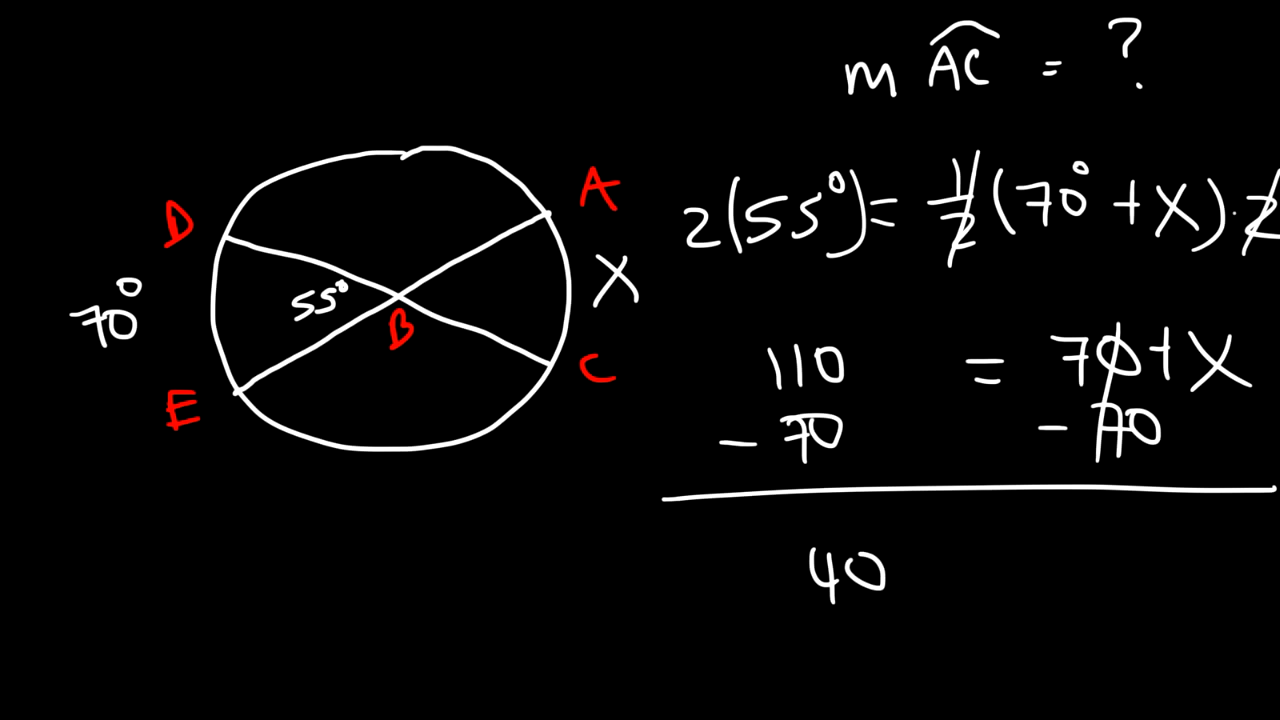 m AC = ?
D
A
70°
55°
B
X
E
C
2(55°) = 1/2 (70° + X) · 2
110 = 70 + X
- 70 - 70
40